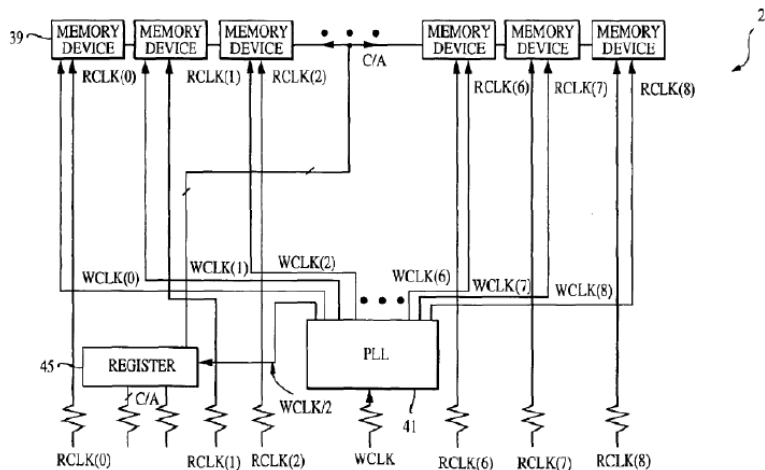 2
39
MEMORY DEVICE
MEMORY DEVICE
MEMORY DEVICE
MEMORY DEVICE
MEMORY DEVICE
MEMORY DEVICE
C/A
RCLK(0)
RCLK(1)
RCLK(2)
RCLK(6)
RCLK(7)
RCLK(8)
WCLK(0)
WCLK(1)
WCLK(2)
WCLK(6)
WCLK(7)
WCLK(8)
45
REGISTER
PLL
C/A
WCLK/2
41
RCLK(0)
RCLK(1)
RCLK(2)
WCLK
RCLK(6)
RCLK(7)
RCLK(8)